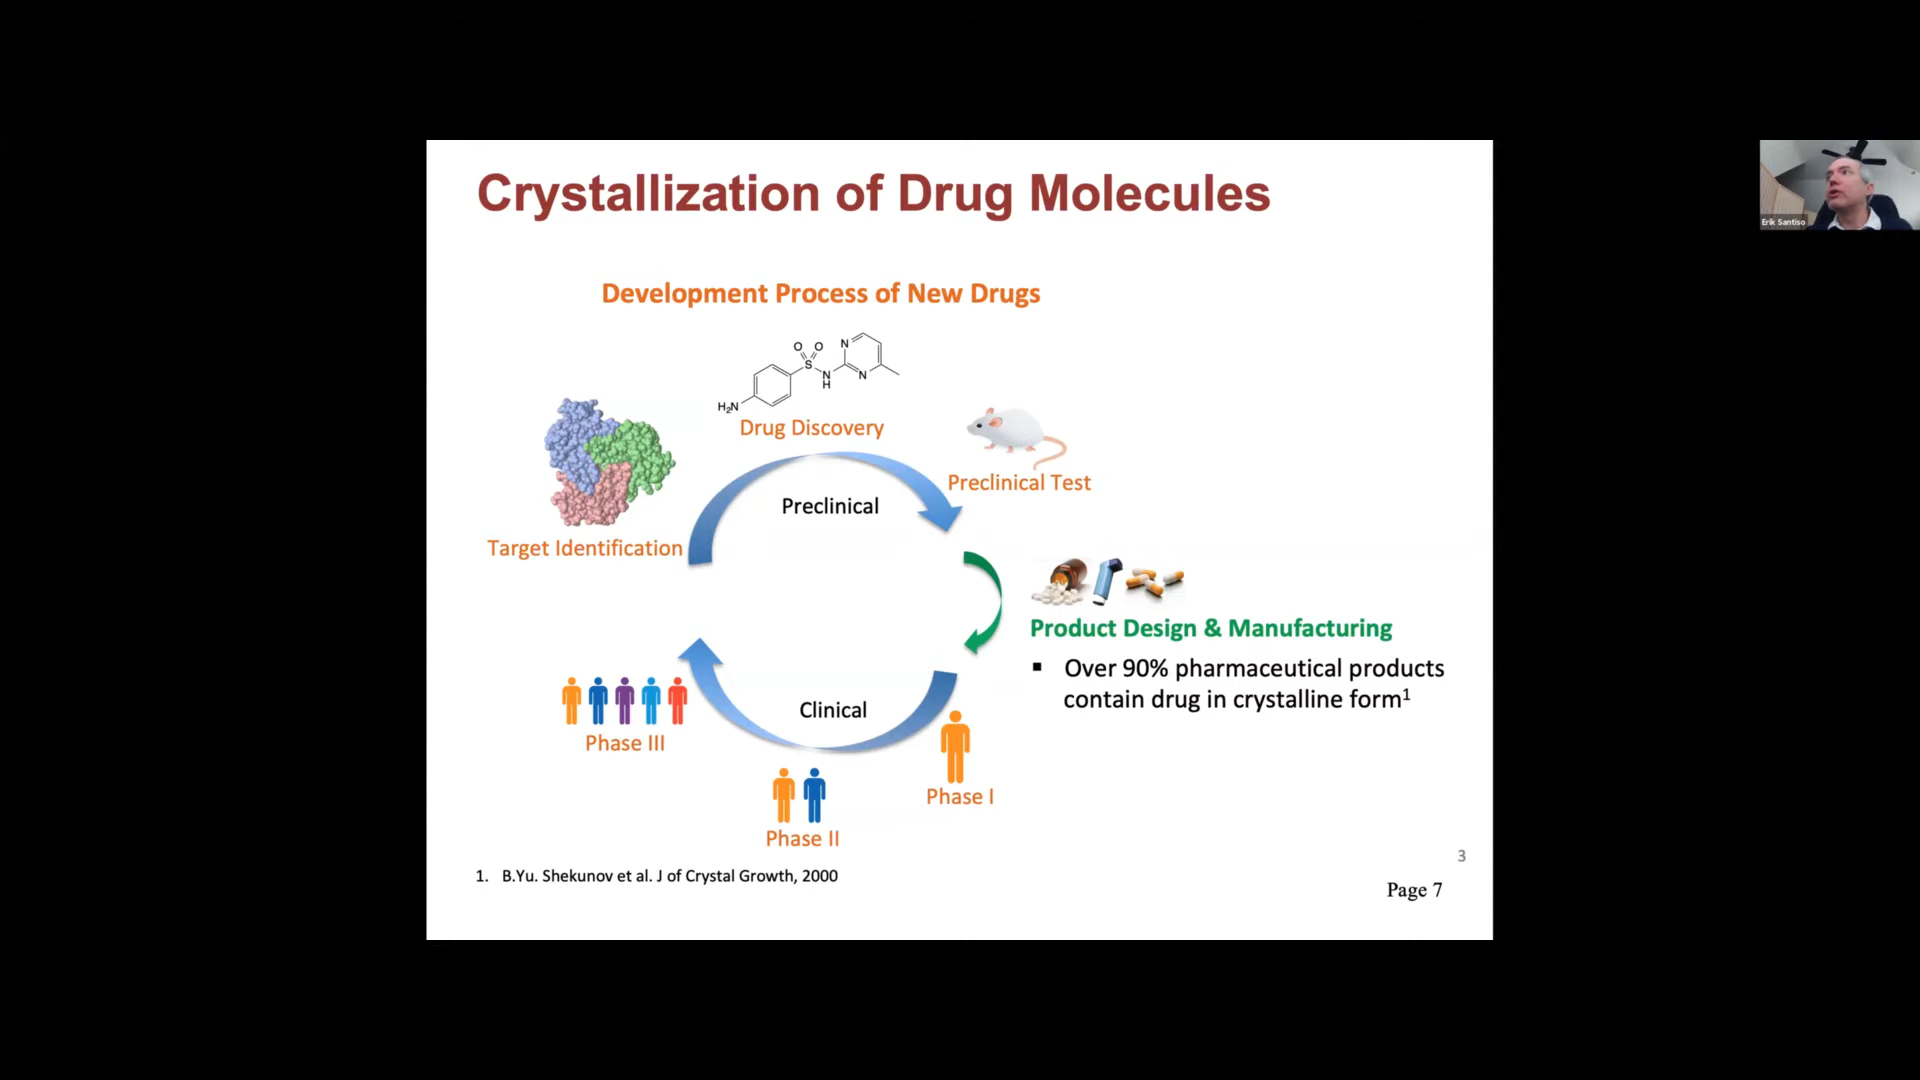 Crystallization of Drug Molecules
Development Process of New Drugs
O O
S
N
H
N
N
H₂N
Drug Discovery
Preclinical Test
Target Identification
Preclinical
Product Design & Manufacturing
▪ Over 90% pharmaceutical products
contain drug in crystalline form¹
Clinical
Phase III
Phase II
Phase I
1. B.Yu. Shekunov et al. J of Crystal Growth, 2000
3
Page 7
Erik Santiso